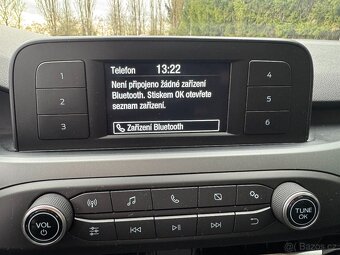 Telefon 13:22
Není připojeno žádné zařízení
Bluetooth. Stiskem OK otevřete
seznam zařízení.
Zařízení Bluetooth
1
2
3
4
5
6
VOL
TUNE
OK
Bazoš.cz